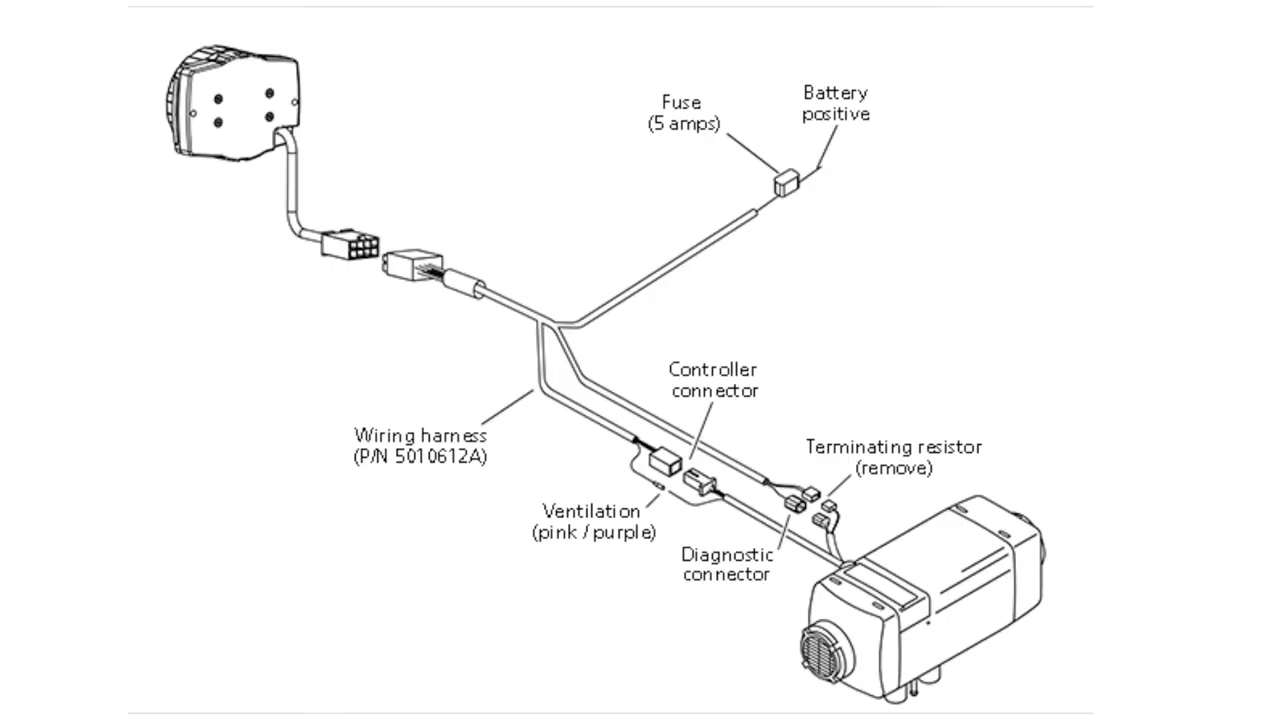 Fuse
(5 amps)
Battery
positive
Controller
connector
Wiring harness
(P/N 5010612A)
Terminating resistor
(remove)
Ventilation
(pink / purple)
Diagnostic
connector